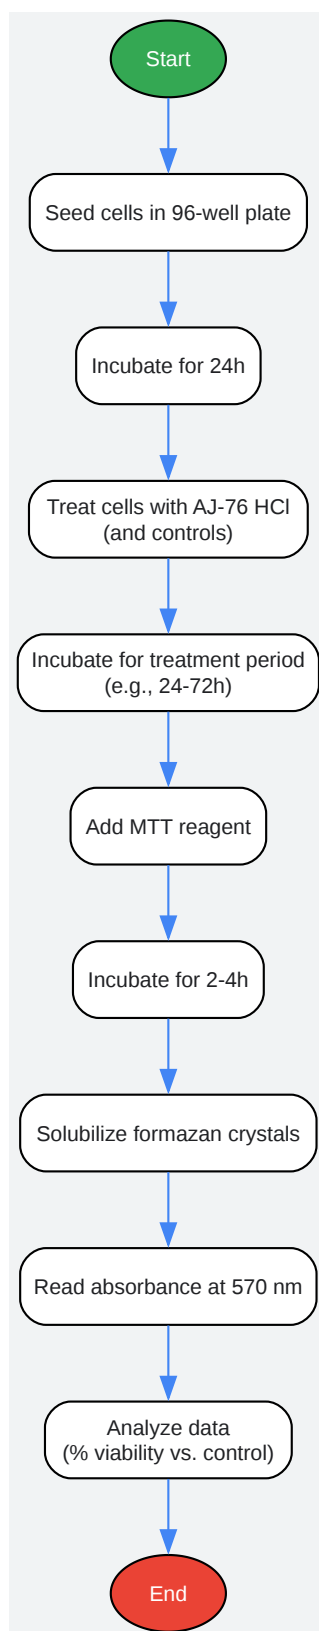 Start
Seed cells in 96-well plate
Incubate for 24h
Treat cells with AJ-76 HCl
(and controls)
Incubate for treatment period
(e.g., 24-72h)
Add MTT reagent
Incubate for 2-4h
Solubilize formazan crystals
Read absorbance at 570 nm
Analyze data
(% viability vs. control)
End